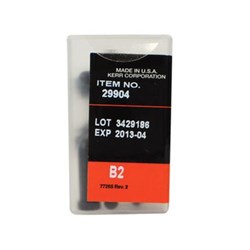 MADE IN U.S.A.
KERR CORPORATION
ITEM NO.
29904
LOT 3429186
EXP 2013-04
B2